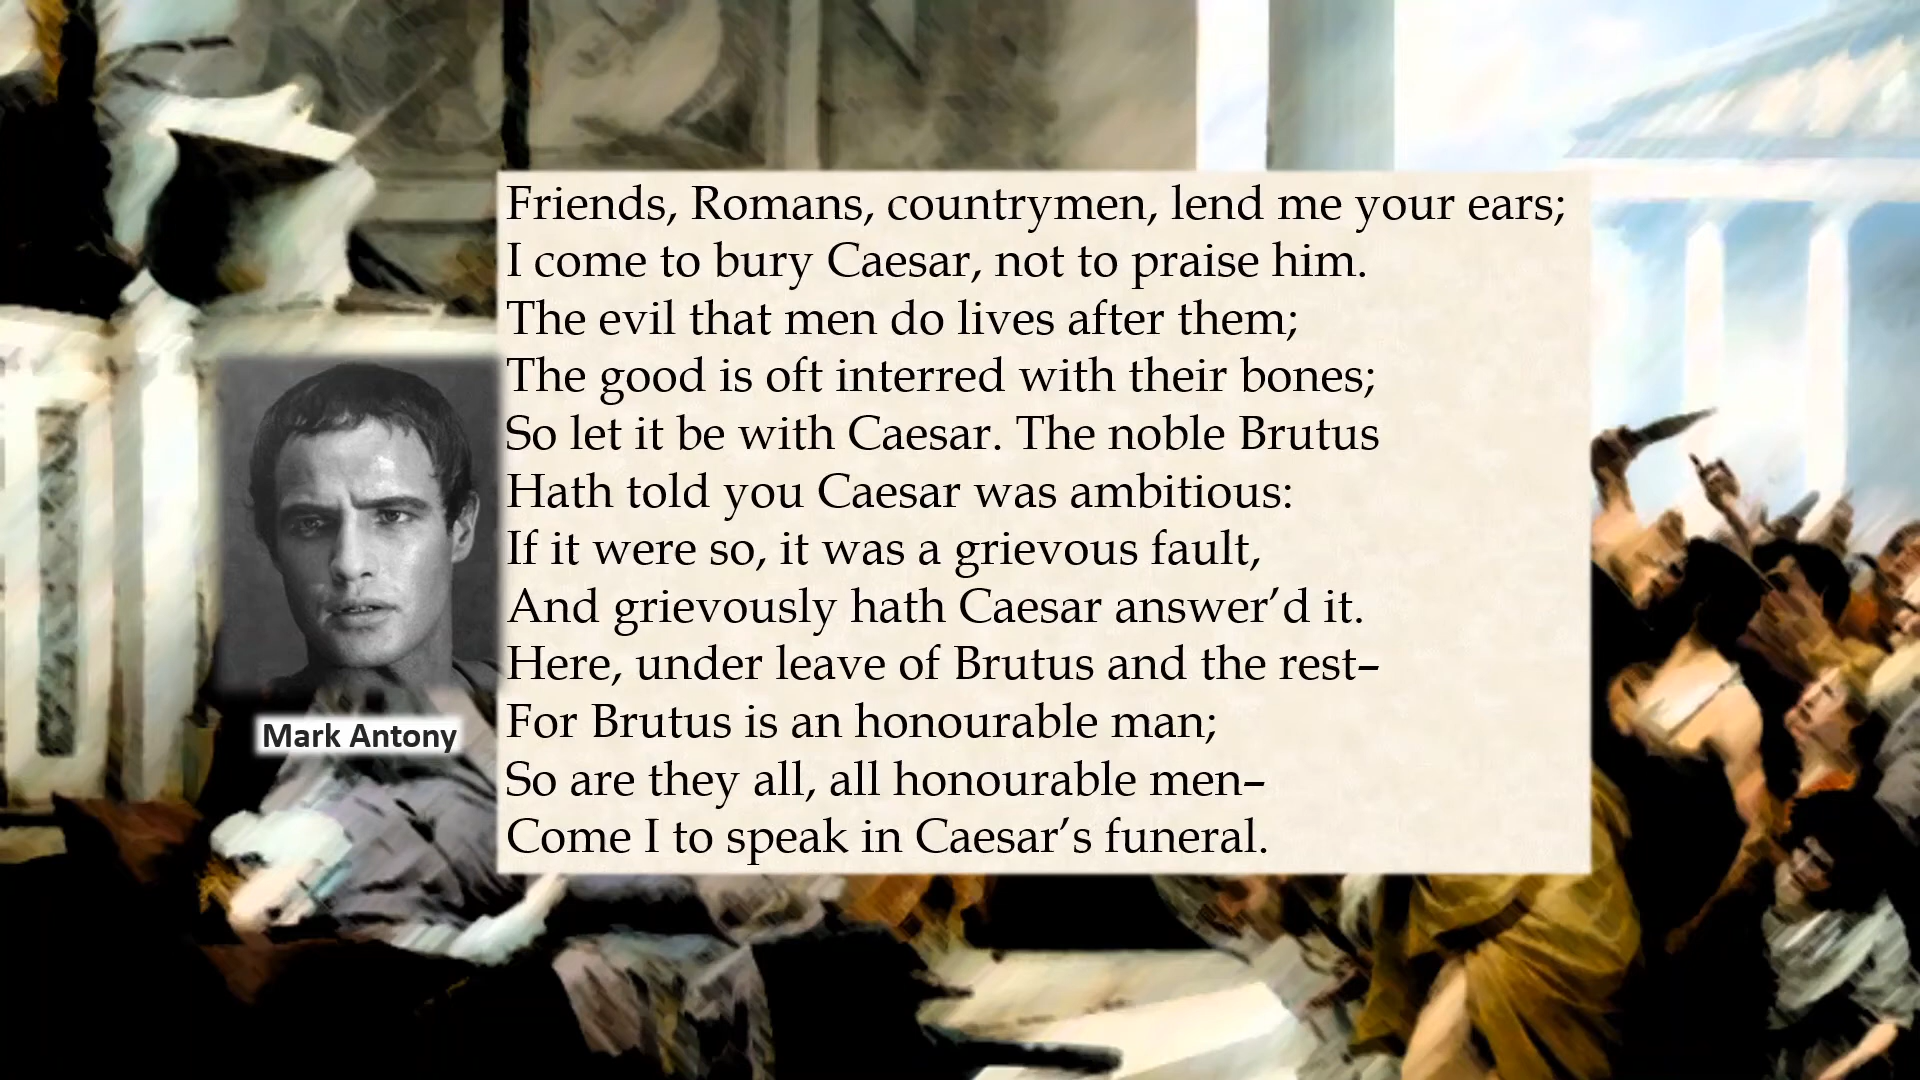 Friends, Romans, countrymen, lend me your ears;
I come to bury Caesar, not to praise him.
The evil that men do lives after them;
The good is oft interred with their bones;
So let it be with Caesar. The noble Brutus
Hath told you Caesar was ambitious:
If it were so, it was a grievous fault,
And grievously hath Caesar answer’d it.
Here, under leave of Brutus and the rest–
For Brutus is an honourable man;
So are they all, all honourable men–
Come I to speak in Caesar’s funeral.
Mark Antony